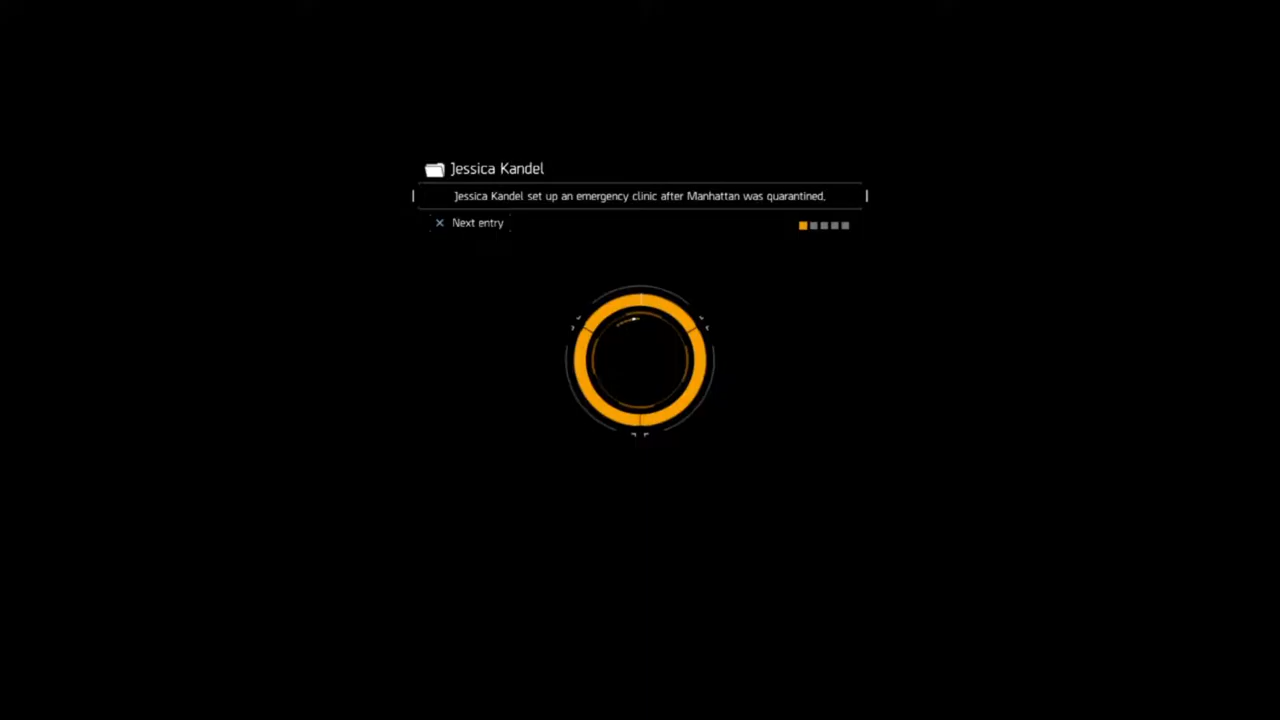 Jessica Kandel
Jessica Kandel set up an emergency clinic after Manhattan was quarantined.
Next entry